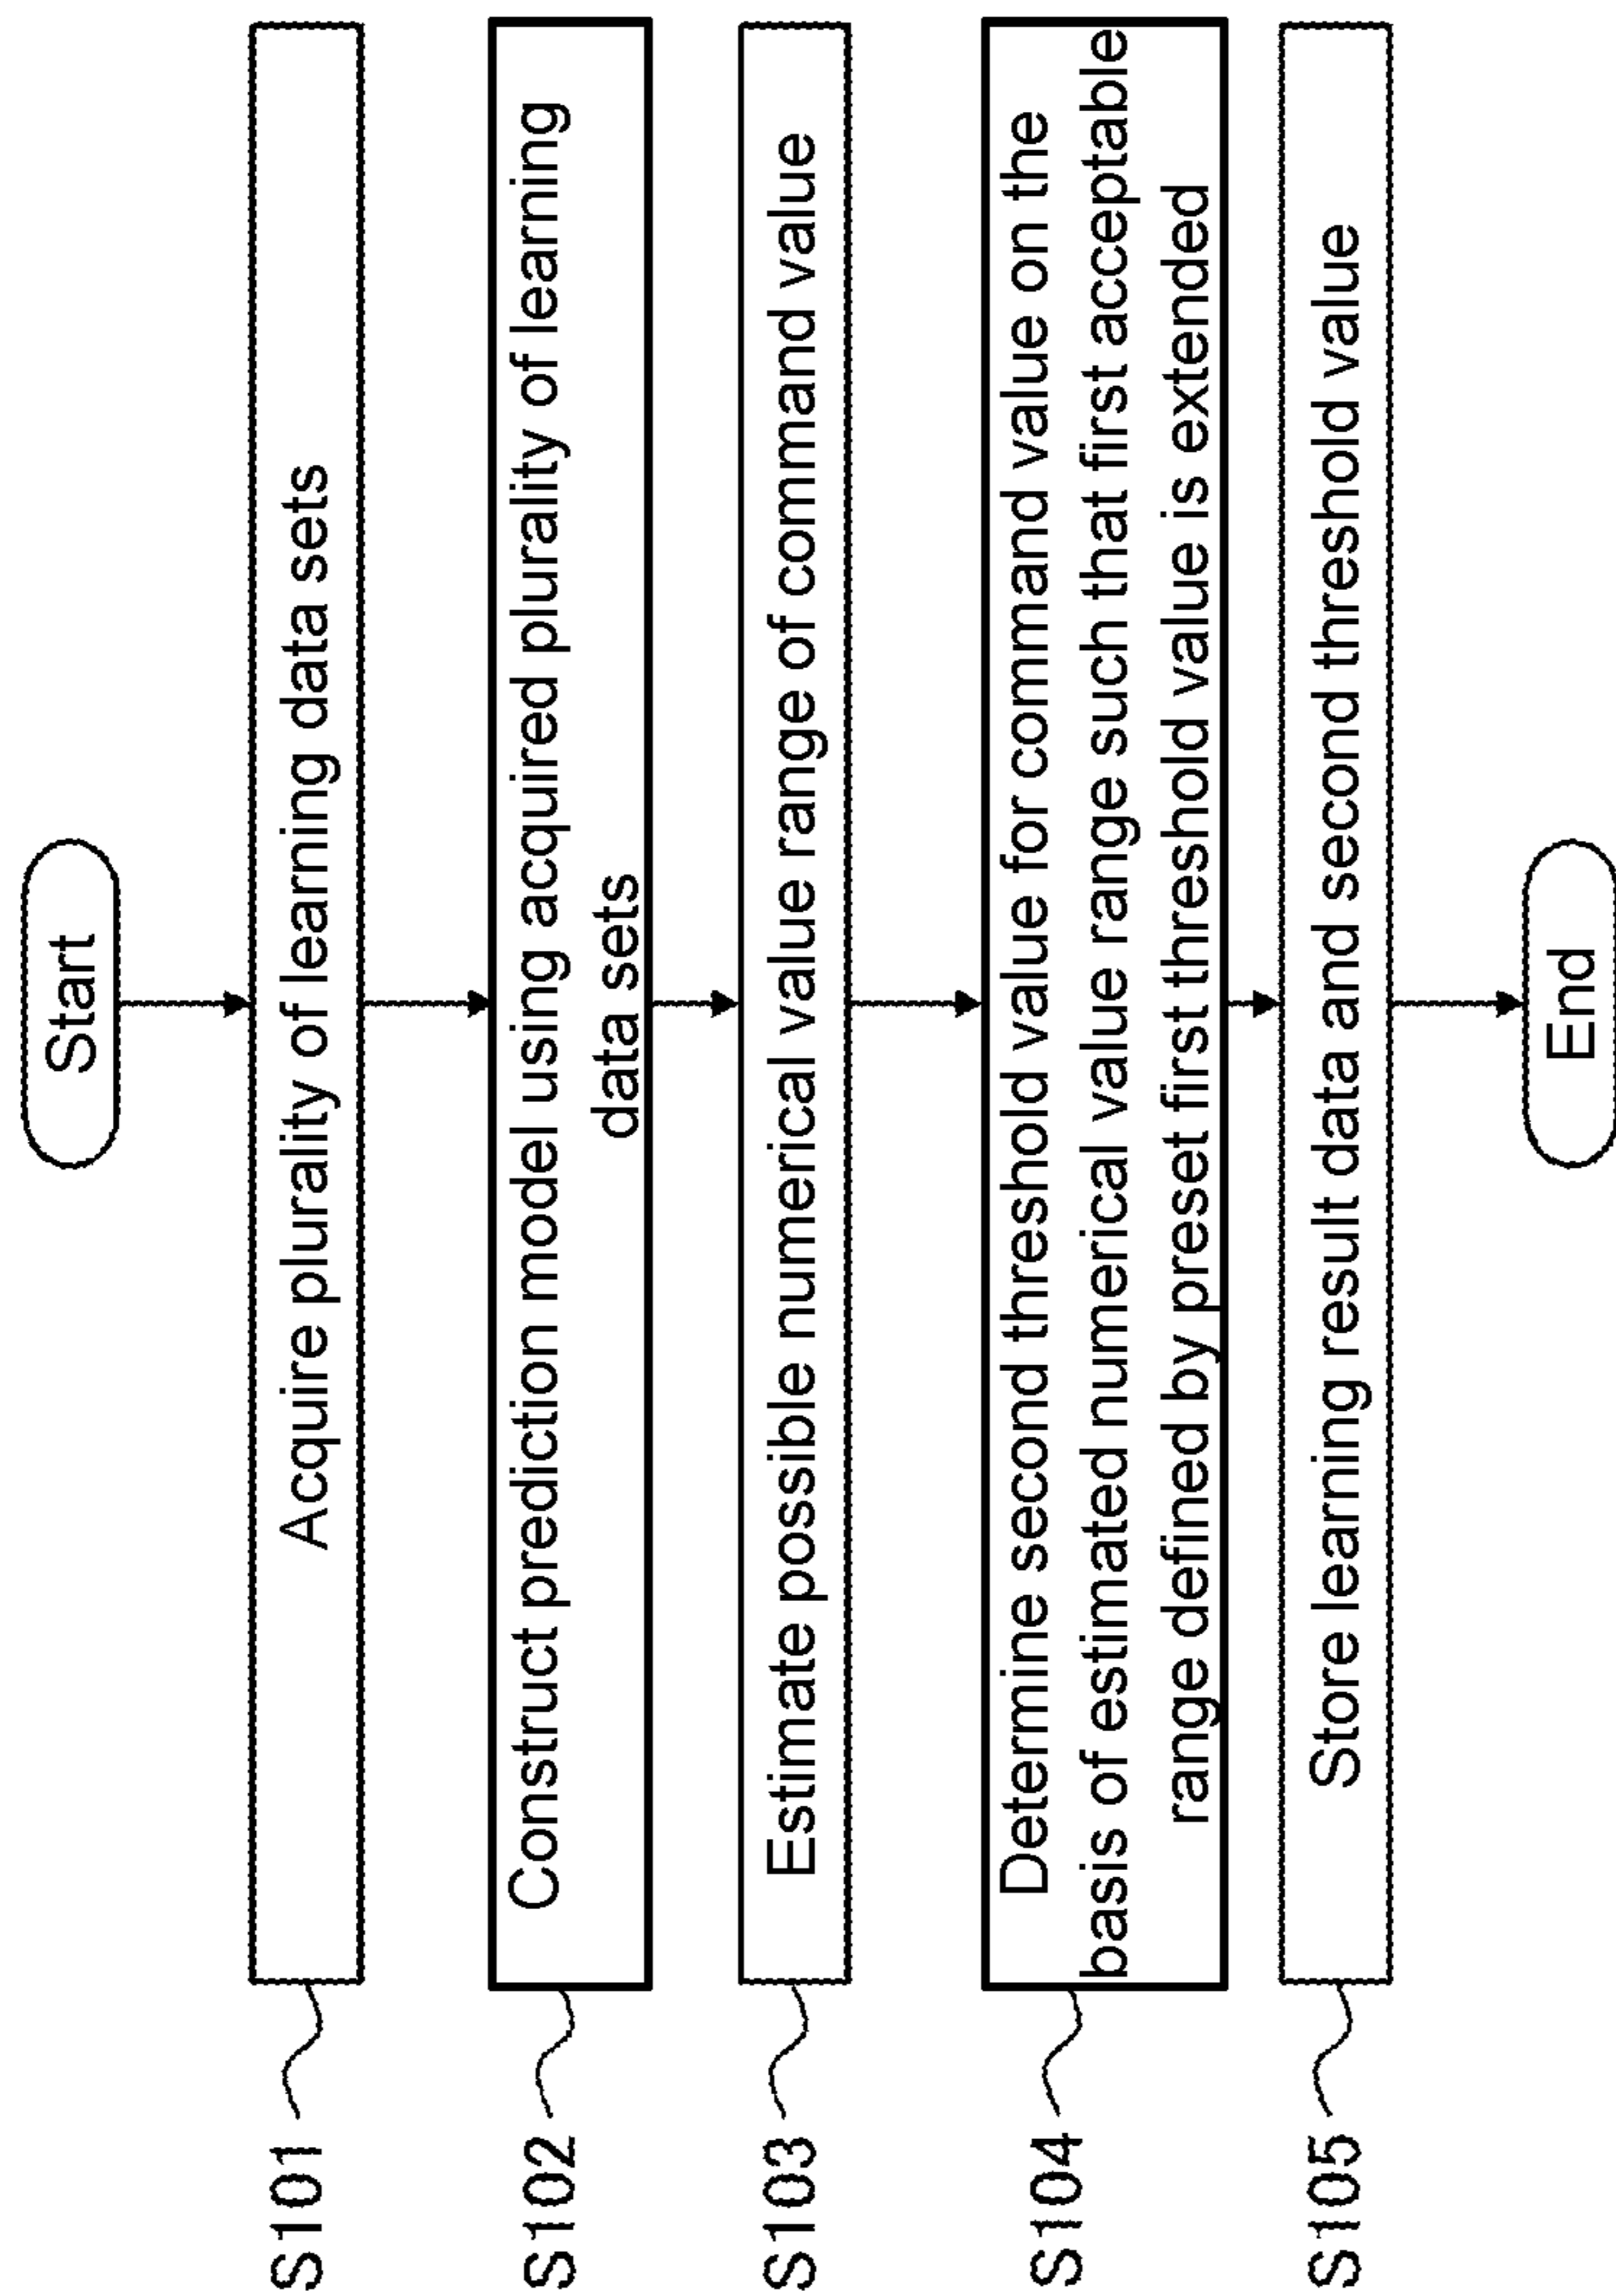 Start
S101
Acquire plurality of learning data sets
S102
Construct prediction model using acquired plurality of learning
data sets
S103
Estimate possible numerical value range of command value
S104
Determine second threshold value for command value on the
basis of estimated numerical value range such that first acceptable
range defined by preset first threshold value is extended
S105
Store learning result data and second threshold value
End